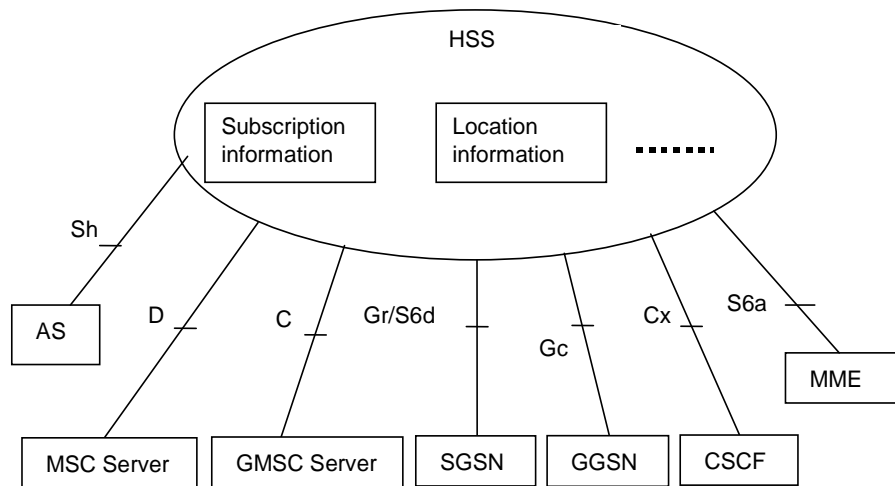 HSS
Subscription
information
Location
information
Sh
AS
D
C
Gr/S6d
Gc
Cx
S6a
MME
MSC Server
GMSC Server
SGSN
GGSN
CSCF